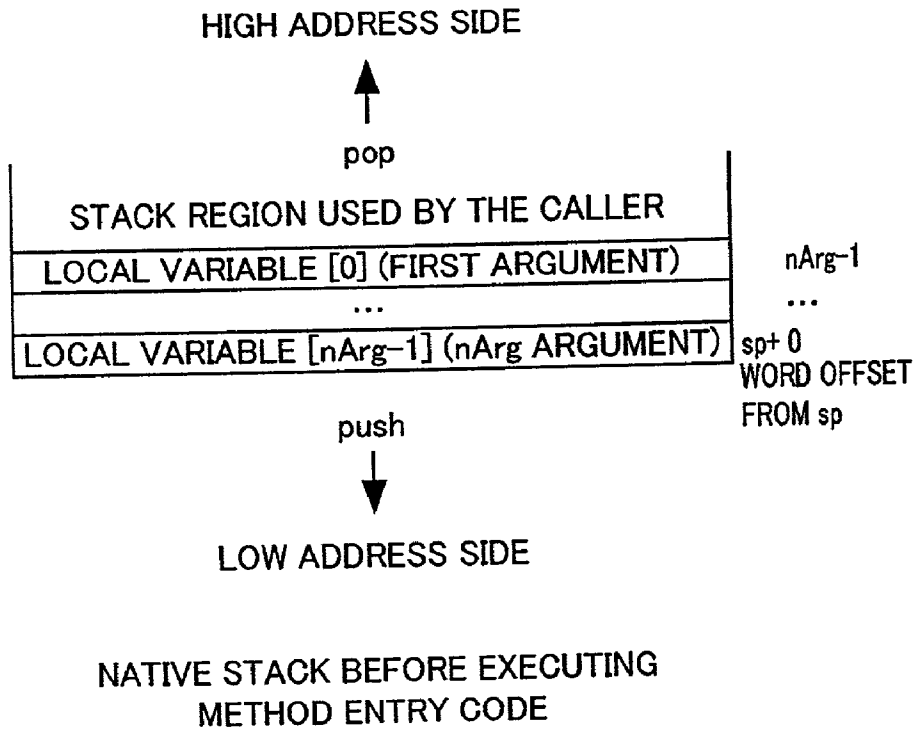 HIGH ADDRESS SIDE
pop
STACK REGION USED BY THE CALLER
LOCAL VARIABLE [0] (FIRST ARGUMENT) nArg-1
... ...
LOCAL VARIABLE [nArg-1] (nArg ARGUMENT) sp+ 0
WORD OFFSET
FROM sp
push
LOW ADDRESS SIDE
NATIVE STACK BEFORE EXECUTING
METHOD ENTRY CODE